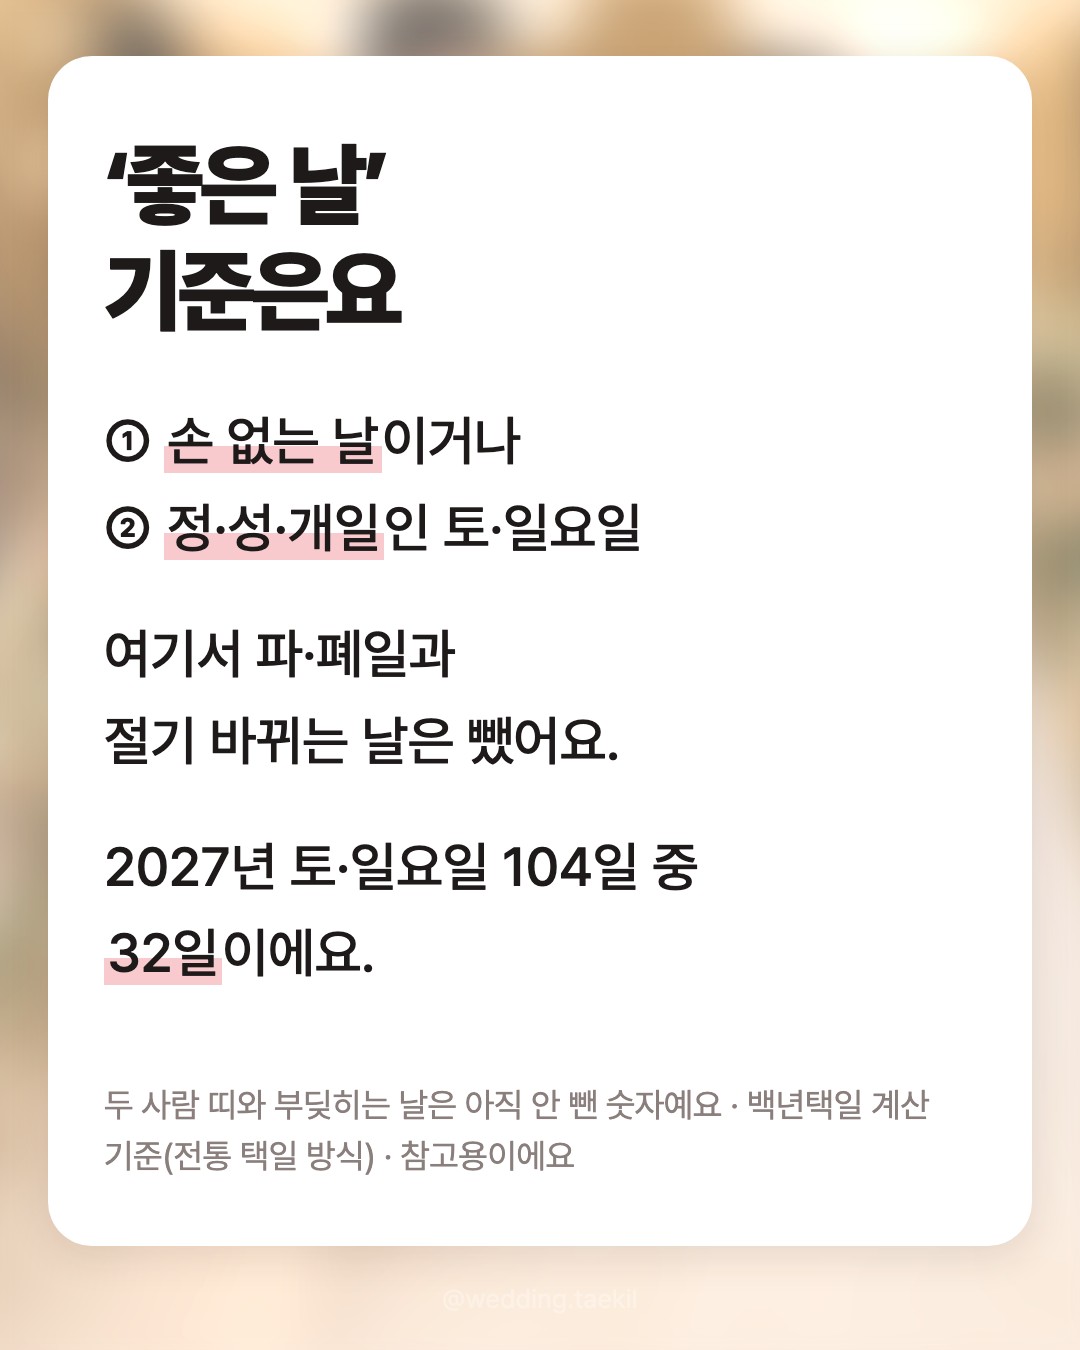 ‘좋은 날’
기준은요
① 손 없는 날이거나
② 정·성·개일인 토·일요일
여기서 파·폐일과
절기 바뀌는 날은 뺐어요.
2027년 토·일요일 104일 중
32일이에요.
두 사람 띠와 부딪히는 날은 아직 안 뺀 숫자예요 · 백년택일 계산
기준(전통 택일 방식) · 참고용이에요
@wedding.taekil